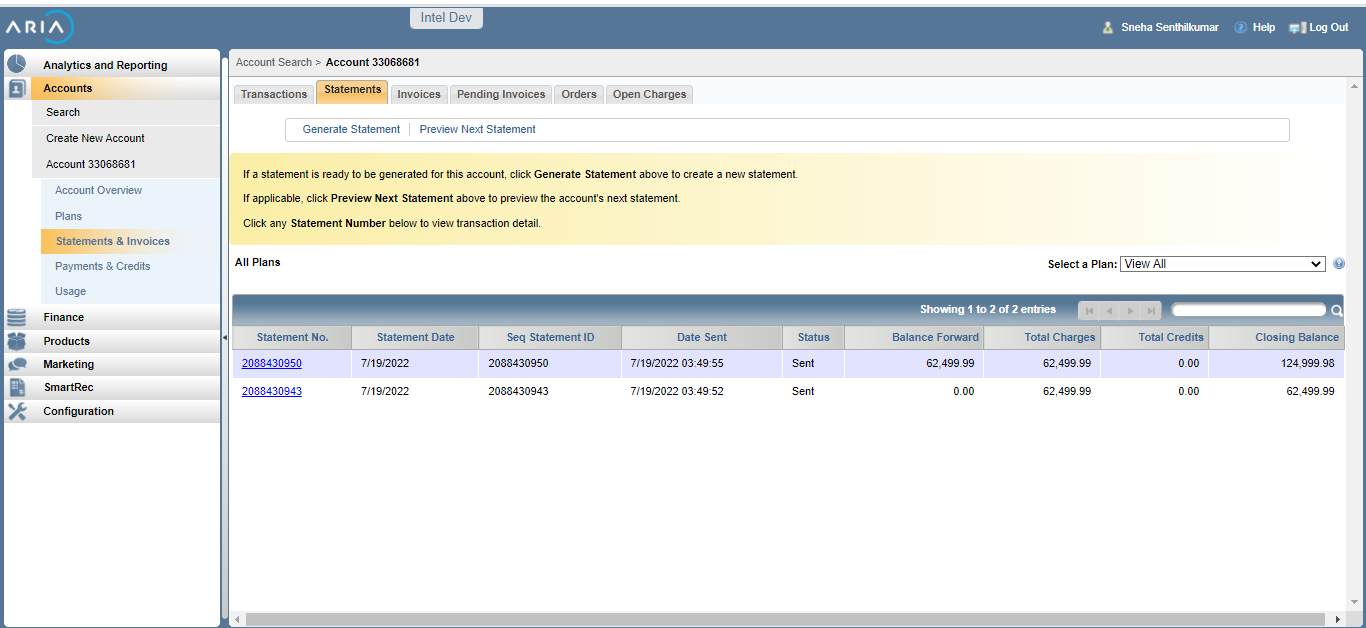 ARIA
Intel Dev
Sneha Senthilkumar Help Log Out
Analytics and Reporting
Accounts
Search
Create New Account
Account 33068681
Account Overview
Plans
Statements & Invoices
Payments & Credits
Usage
Finance
Products
Marketing
SmartRec
Configuration
Account Search > Account 33068681
Transactions Statements Invoices Pending Invoices Orders Open Charges
Generate Statement | Preview Next Statement
If a statement is ready to be generated for this account, click Generate Statement above to create a new statement.
If applicable, click Preview Next Statement above to preview the account's next statement.
Click any Statement Number below to view transaction detail.
All Plans
Select a Plan: View All
Showing 1 to 2 of 2 entries
Statement No. Statement Date Seq Statement ID Date Sent Status Balance Forward Total Charges Total Credits Closing Balance
2088430950 7/19/2022 2088430950 7/19/2022 03:49:55 Sent 62,499.99 62,499.99 0.00 124,999.98
2088430943 7/19/2022 2088430943 7/19/2022 03:49:52 Sent 0.00 62,499.99 0.00 62,499.99